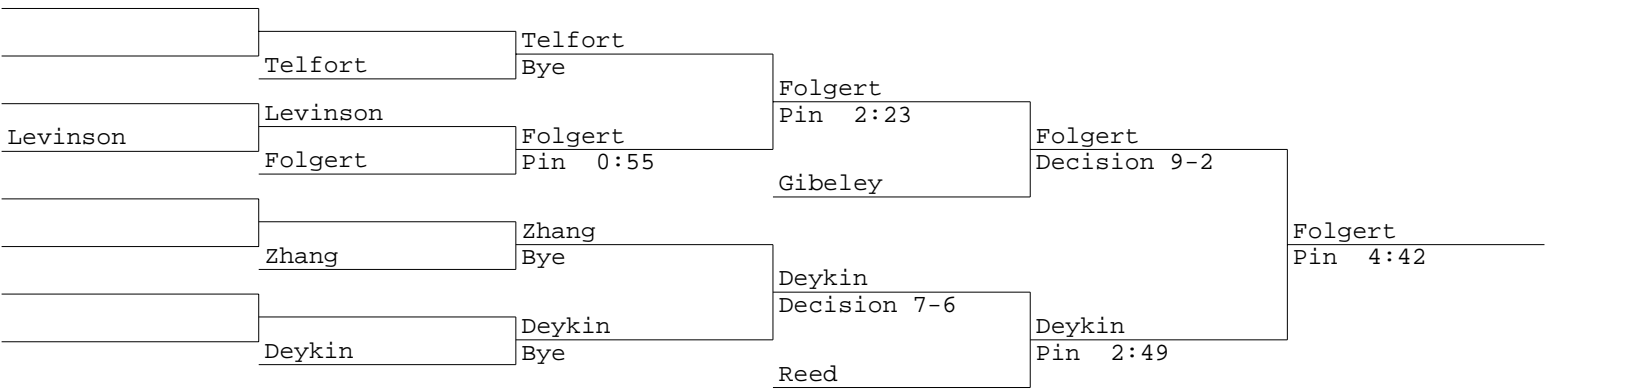 Telfort
Telfort
Bye
Folgert
Pin 2:23
Levinson
Levinson
Folgert
Folgert
Pin 0:55
Folgert
Decision 9-2
Gibeley
Zhang
Zhang
Bye
Folgert
Pin 4:42
Deykin
Decision 7-6
Deykin
Deykin
Bye
Deykin
Pin 2:49
Reed